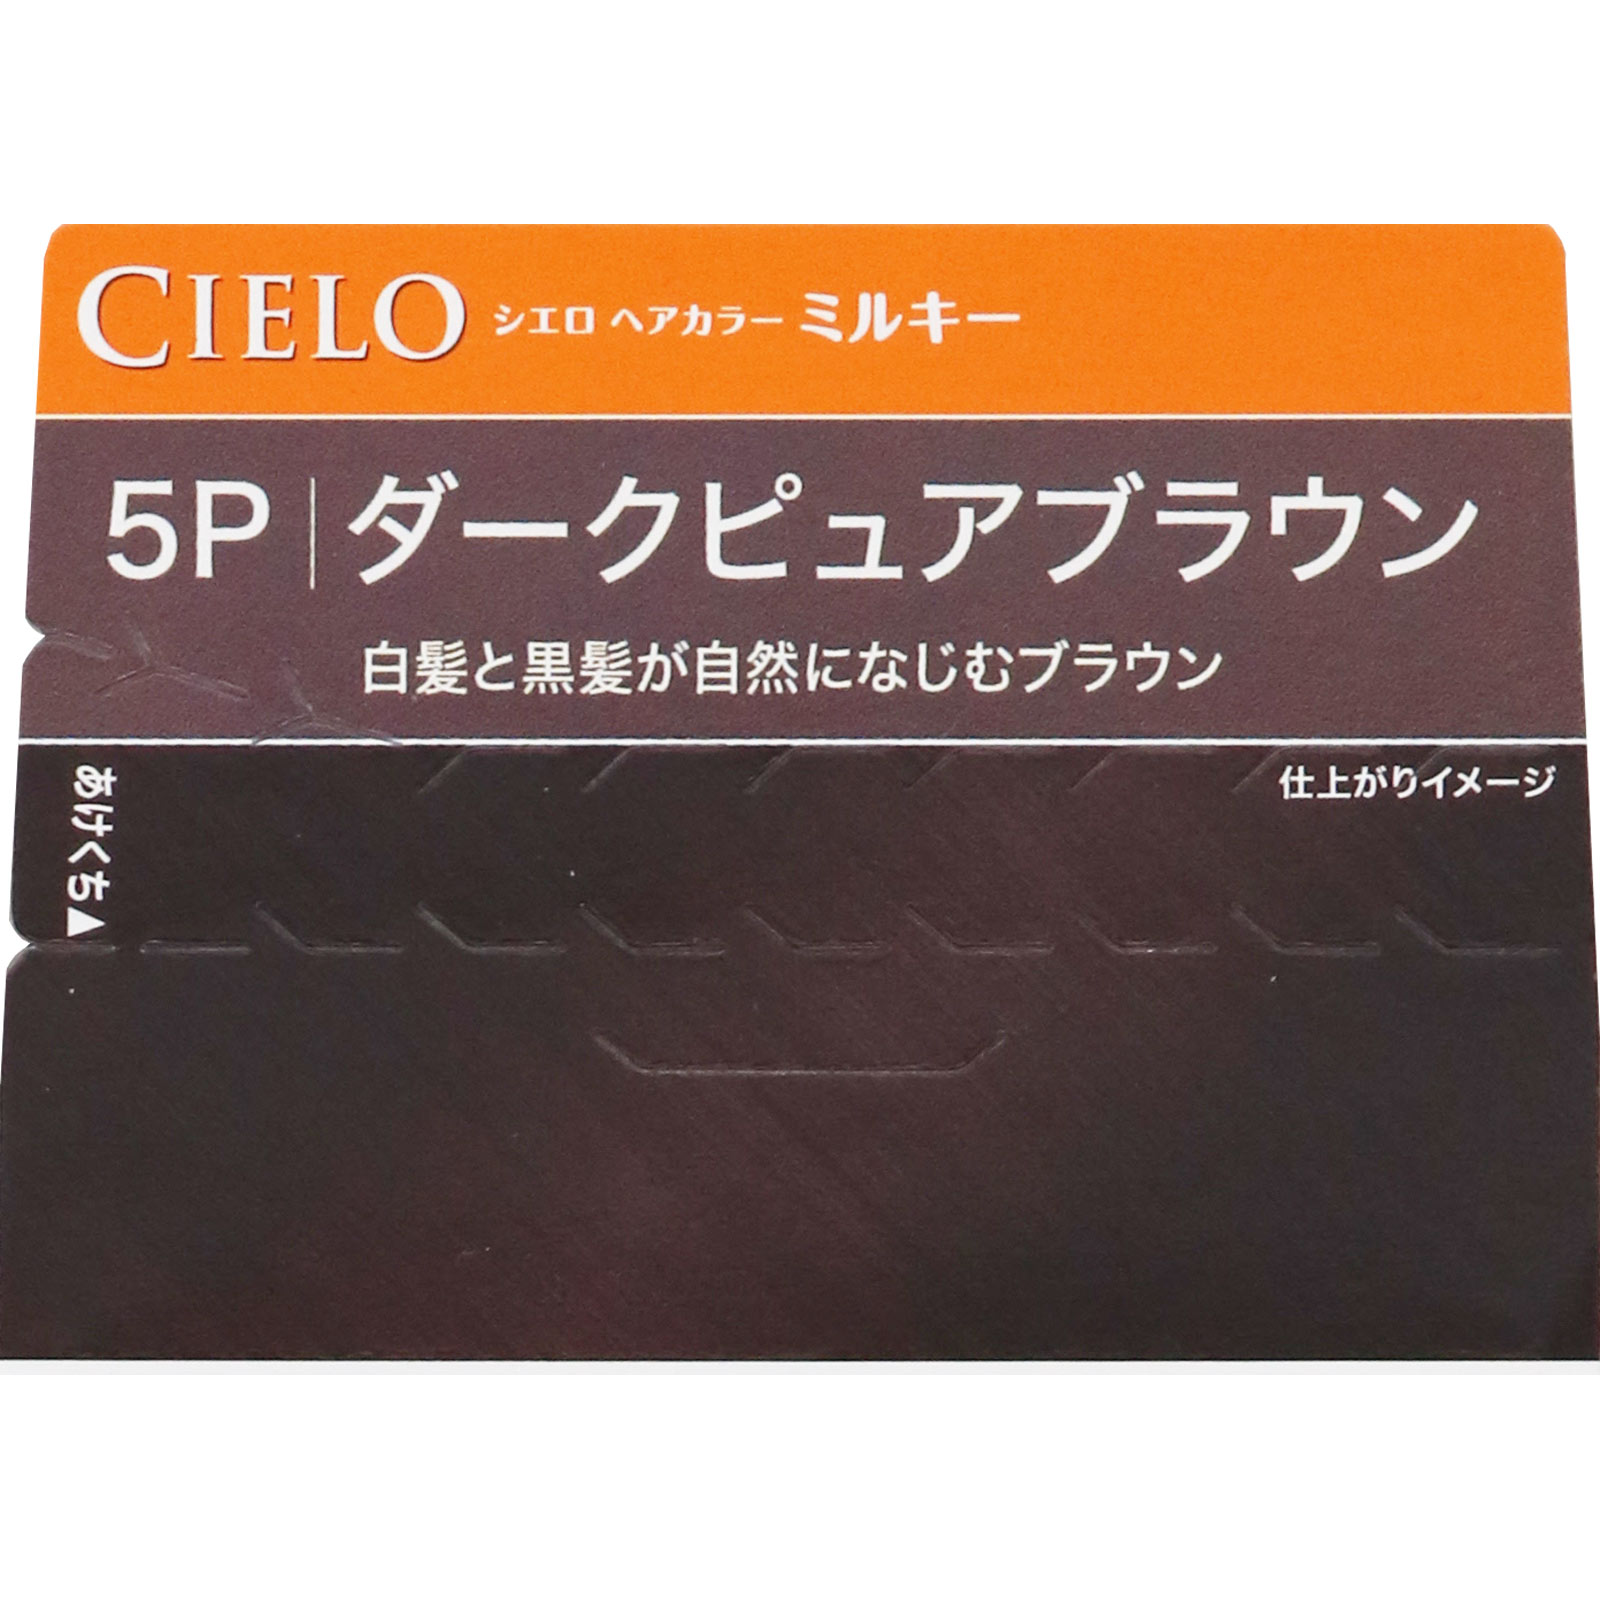 CIELO シエロ ヘアカラー ミルキー
5P ダークピュアブラウン
白髪と黒髪が自然になじむブラウン
仕上がりイメージ
あけくち▲